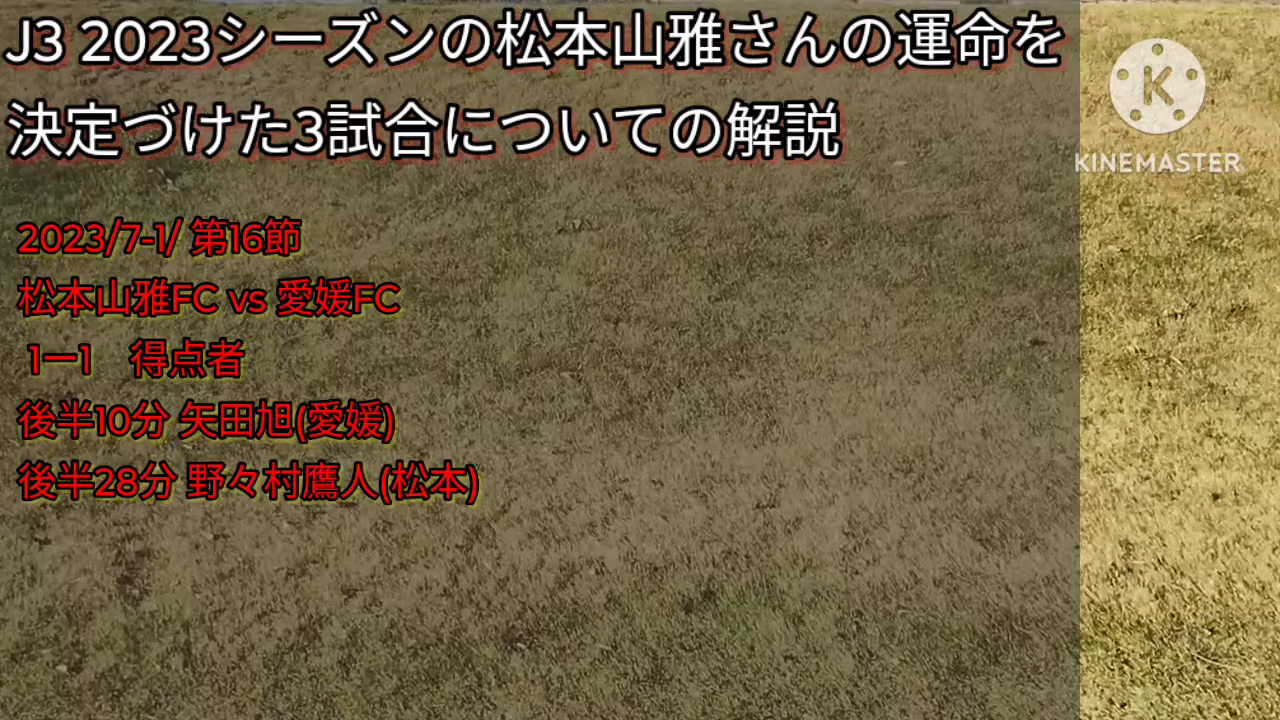 J3 2023シーズンの松本山雅さんの運命を
決定づけた3試合についての解説
K
KINEMASTER
2023/7-1/ 第16節
松本山雅FC vs 愛媛FC
1ー1 得点者
後半10分 矢田旭(愛媛)
後半28分 野々村鷹人(松本)